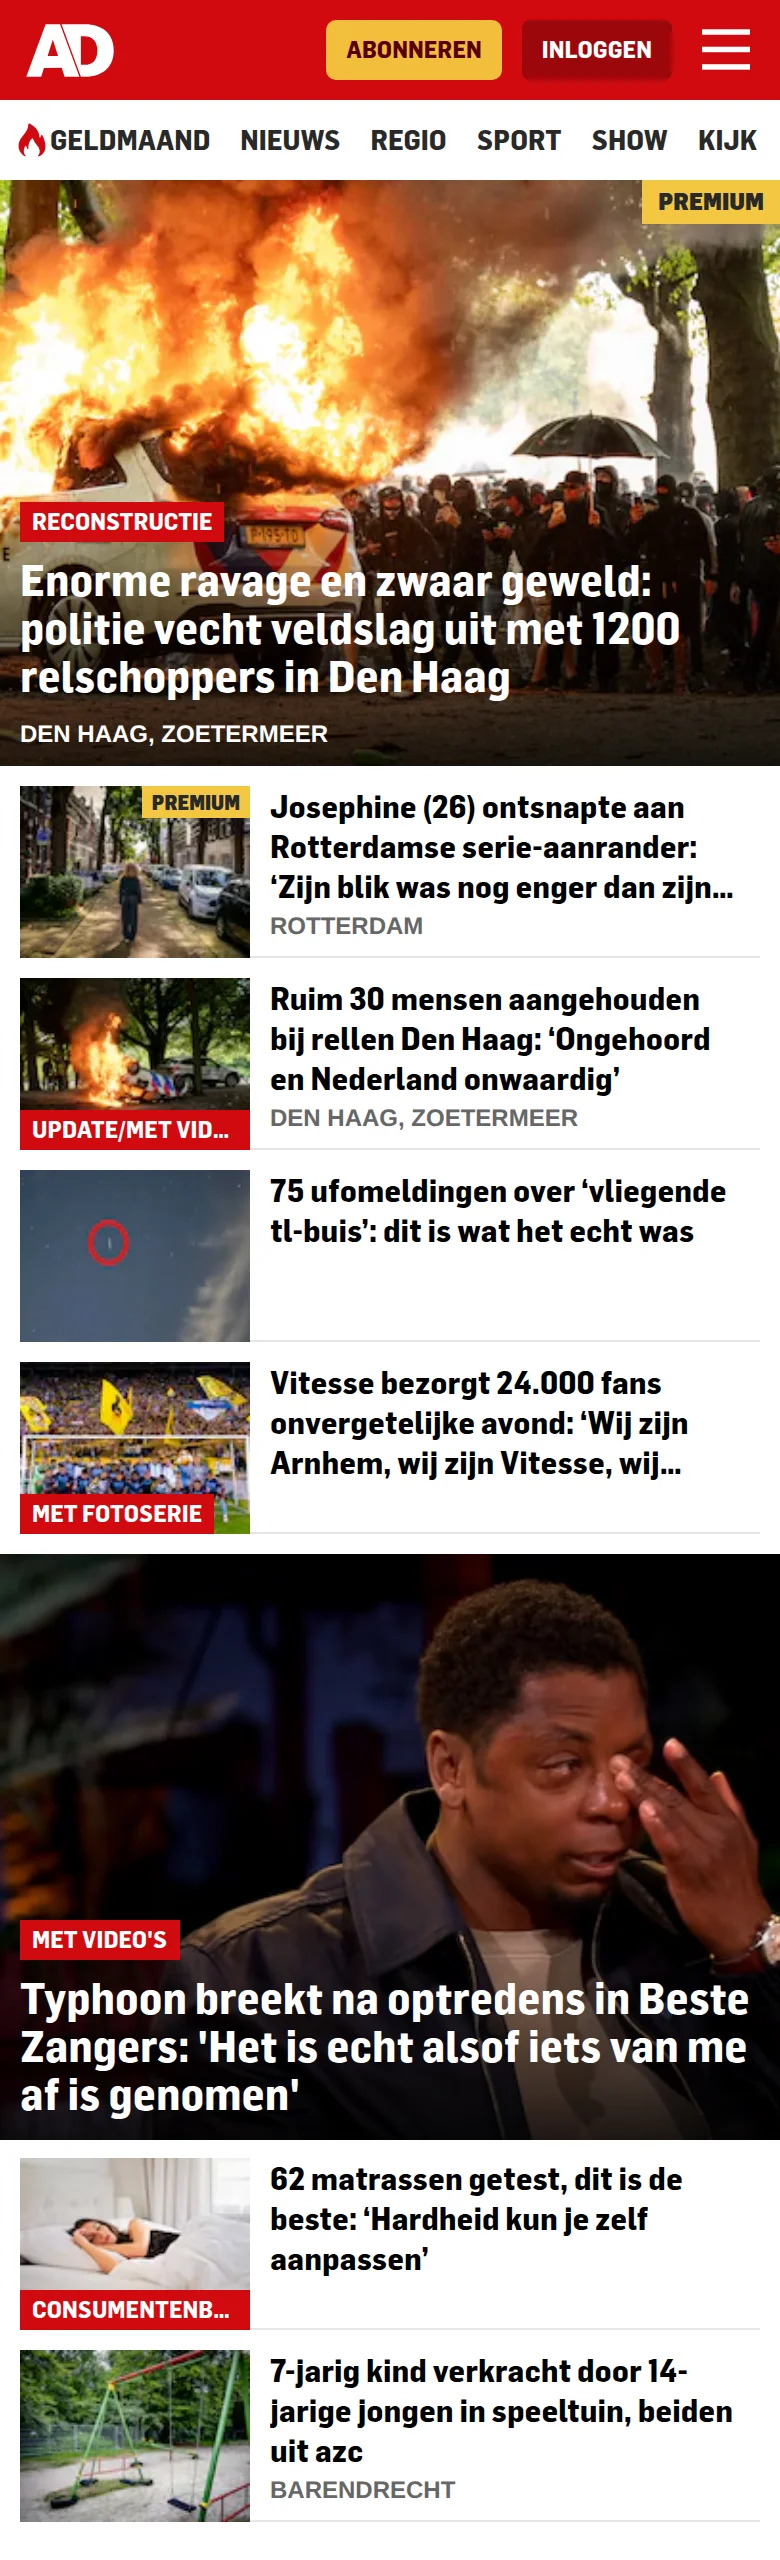 AD
ABONNEREN
INLOGGEN
GELDMAAND NIEUWS REGIO SPORT SHOW KIJK
PREMIUM
P-195-TD
RECONSTRUCTIE
Enorme ravage en zwaar geweld:
politie vecht veldslag uit met 1200
relschoppers in Den Haag
DEN HAAG, ZOETERMEER
PREMIUM
Josephine (26) ontsnapte aan
Rotterdamse serie-aanrander:
‘Zijn blik was nog enger dan zijn...
ROTTERDAM
UPDATE/MET VID...
Ruim 30 mensen aangehouden
bij rellen Den Haag: ‘Ongehoord
en Nederland onwaardig’
DEN HAAG, ZOETERMEER
75 ufomeldingen over ‘vliegende
tl-buis’: dit is wat het echt was
MET FOTOSERIE
Vitesse bezorgt 24.000 fans
onvergetelijke avond: ‘Wij zijn
Arnhem, wij zijn Vitesse, wij...
MET VIDEO'S
Typhoon breekt na optredens in Beste
Zangers: 'Het is echt alsof iets van me
af is genomen'
CONSUMENTENB...
62 matrassen getest, dit is de
beste: ‘Hardheid kun je zelf
aanpassen’
7-jarig kind verkracht door 14-
jarige jongen in speeltuin, beiden
uit azc
BARENDRECHT